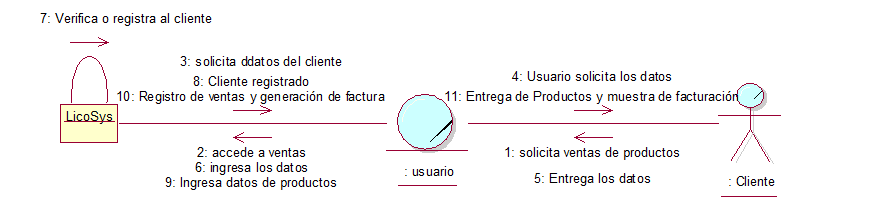 7: Verifica o registra al cliente
3: solicita ddatos del cliente
8: Cliente registrado
10: Registro de ventas y generación de factura
4: Usuario solicita los datos
11: Entrega de Productos y muestra de facturación
LicoSys
2: accede a ventas
6: ingresa los datos
9: Ingresa datos de productos
1: solicita ventas de productos
5: Entrega los datos
: usuario
: Cliente